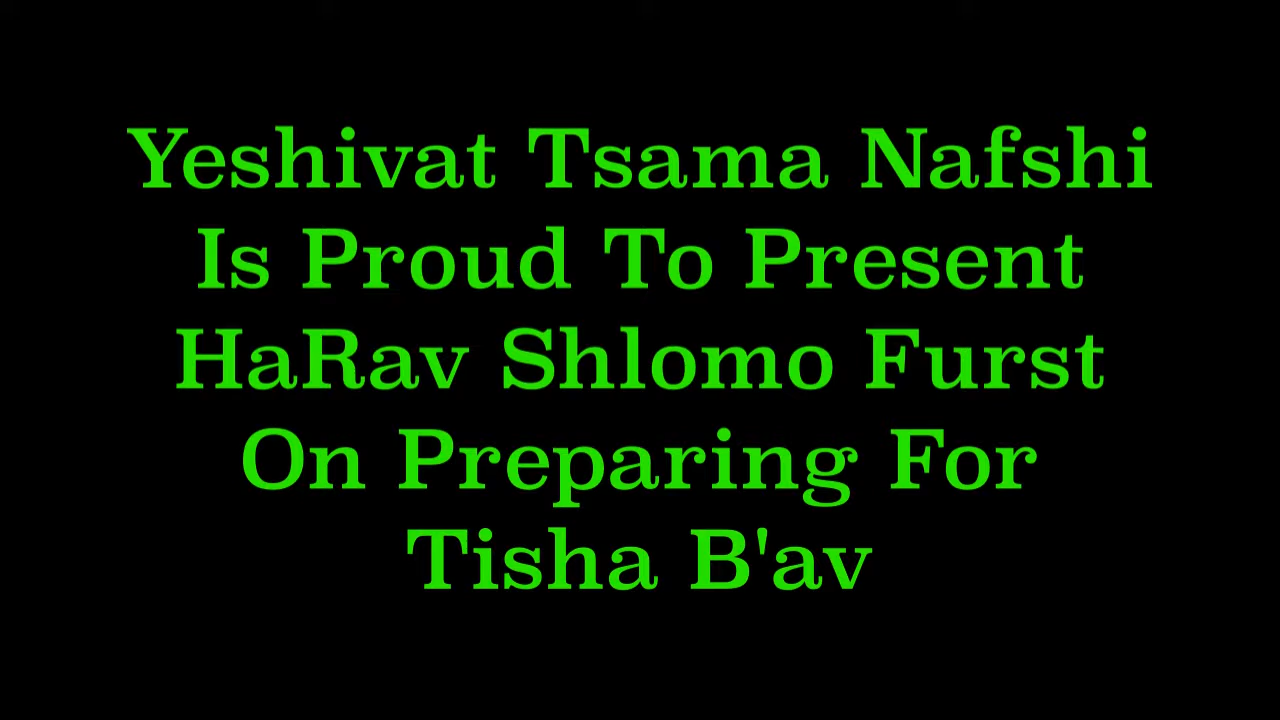 Yeshivat Tsama Nafshi
Is Proud To Present
HaRav Shlomo Furst
On Preparing For
Tisha B'av